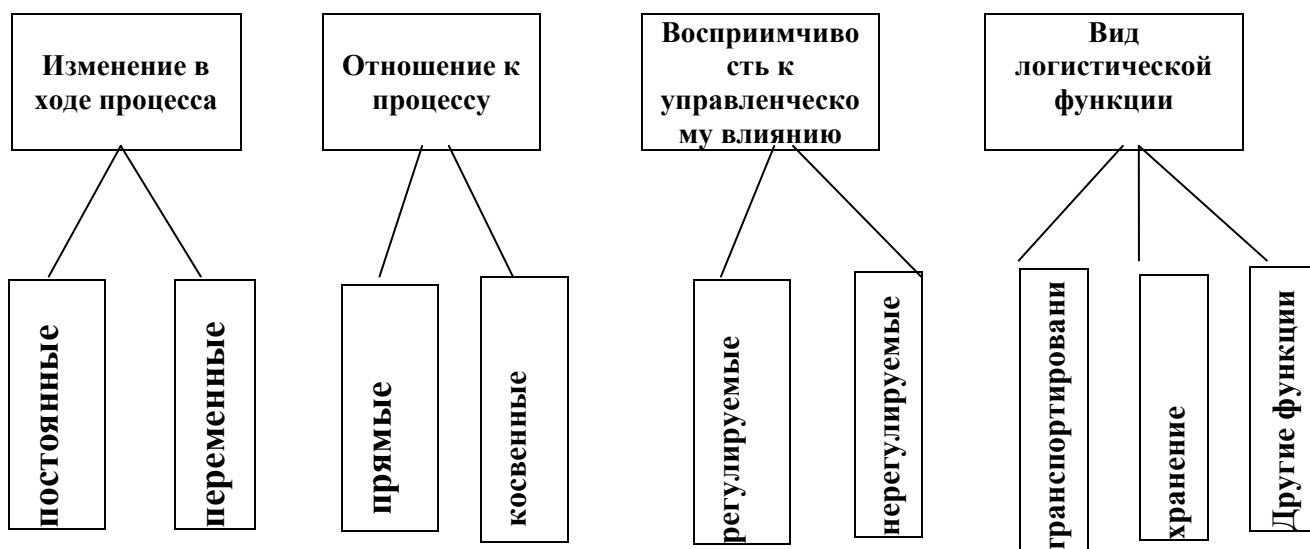 Изменение в
ходе процесса
Отношение к
процессу
Восприимчиво
сть к
управленческо
му влиянию
Вид
логистической
функции
постоянные
переменные
прямые
косвенные
регулируемые
нерегулируемые
транспортировани
хранение
Другие функции